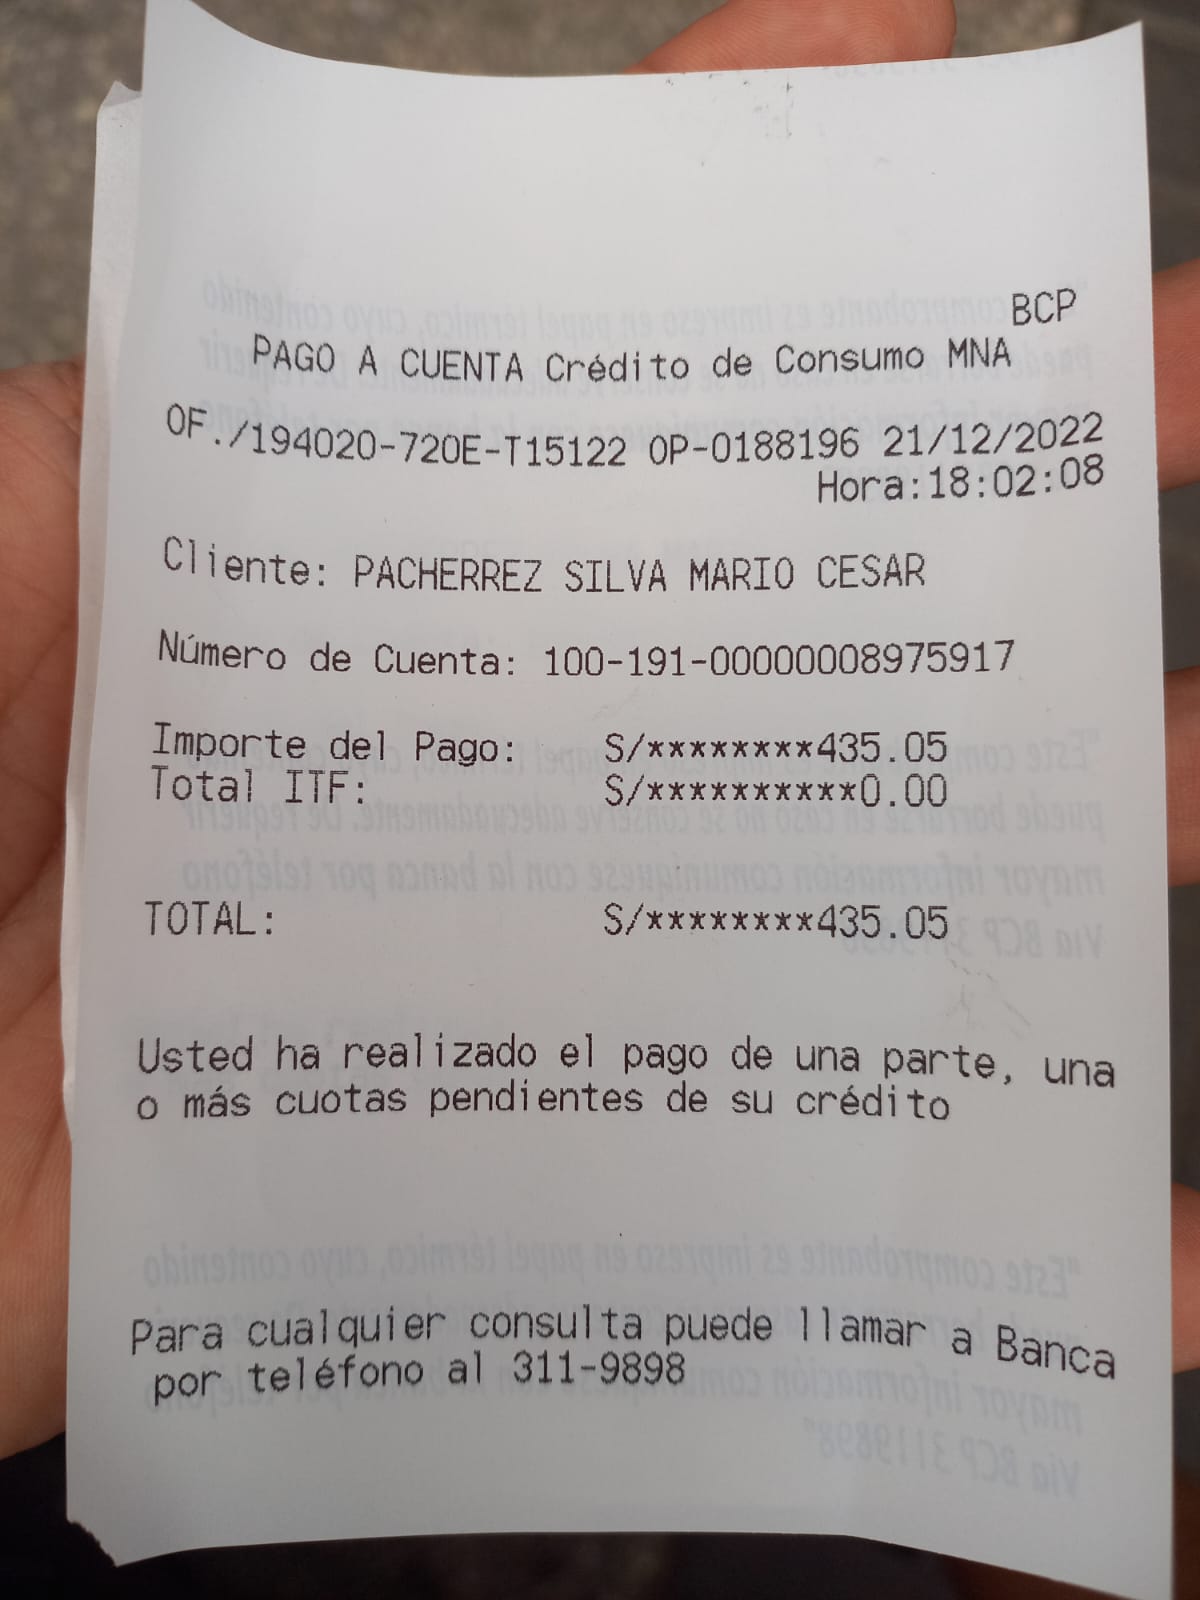 BCP
PAGO A CUENTA Crédito de Consumo MNA
OF./194020-720E-T15122 OP-0188196 21/12/2022
Hora:18:02:08
Cliente: PACHERREZ SILVA MARIO CESAR
Número de Cuenta: 100-191-00000008975917
Importe del Pago: S/********435.05
Total ITF: S/**********0.00
TOTAL: S/********435.05
Usted ha realizado el pago de una parte, una
o más cuotas pendientes de su crédito
Para cualquier consulta puede llamar a Banca
por teléfono al 311-9898